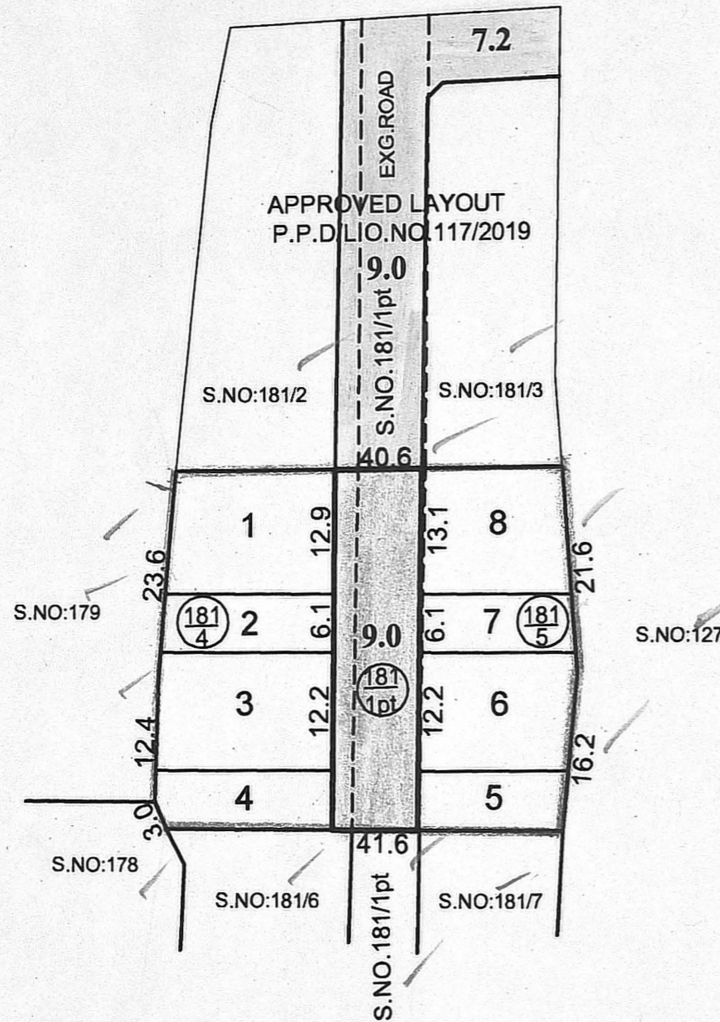 7.2
EXG.ROAD
APPROVED LAYOUT
P.P.D/L.O.NO.117/2019
9.0
S.NO.181/1pt
S.NO:181/2
S.NO:181/3
40.6
1
12.9
13.1
8
23.6
21.6
S.NO:179
181
4
2
6.1
9.0
6.1
7
181
5
S.NO:127
181
1pt
3
12.2
12.2
6
12.4
16.2
4
5
3.0
41.6
S.NO:178
S.NO:181/6
S.NO.181/1pt
S.NO:181/7